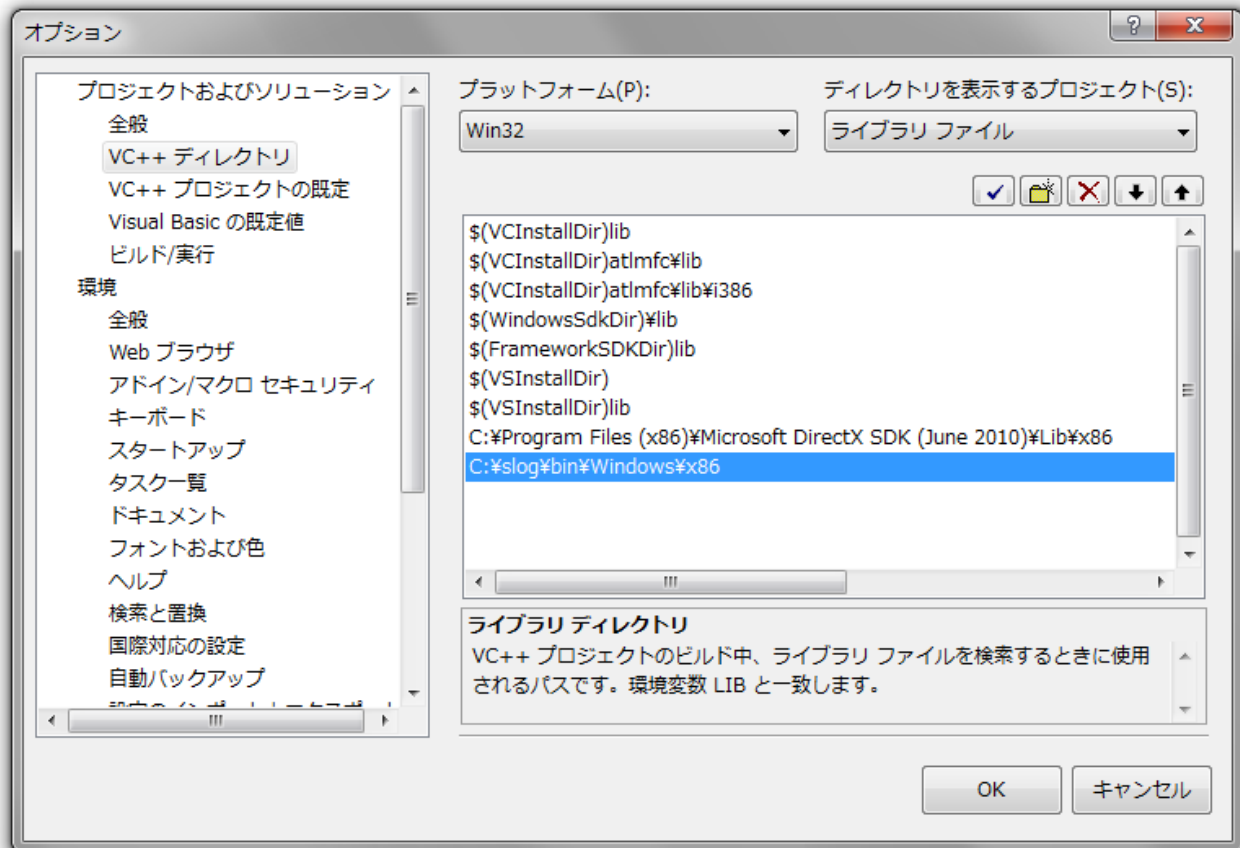 オプション
プロジェクトおよびソリューション
全般
VC++ ディレクトリ
VC++ プロジェクトの既定
Visual Basic の既定値
ビルド/実行
環境
全般
Web ブラウザ
アドイン/マクロ セキュリティ
キーボード
スタートアップ
タスク一覧
ドキュメント
フォントおよび色
ヘルプ
検索と置換
国際対応の設定
自動バックアップ
プラットフォーム(P):
Win32
ディレクトリを表示するプロジェクト(S):
ライブラリ ファイル
$(VCInstallDir)lib
$(VCInstallDir)atlmfc¥lib
$(VCInstallDir)atlmfc¥lib¥i386
$(WindowsSdkDir)¥lib
$(FrameworkSDKDir)lib
$(VSInstallDir)
$(VSInstallDir)lib
C:¥Program Files (x86)¥Microsoft DirectX SDK (June 2010)¥Lib¥x86
C:¥slog¥bin¥Windows¥x86
ライブラリ ディレクトリ
VC++ プロジェクトのビルド中、ライブラリ ファイルを検索するときに使用
されるパスです。環境変数 LIB と一致します。
OK
キャンセル